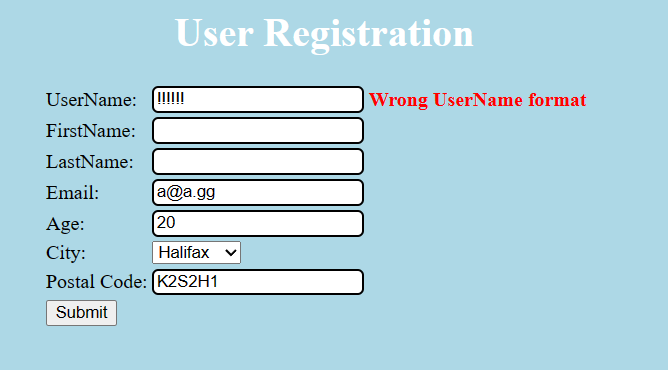 User Registration
UserName: !!!!!! Wrong UserName format
FirstName:
LastName:
Email: a@a.gg
Age: 20
City: Halifax
Postal Code: K2S2H1
Submit